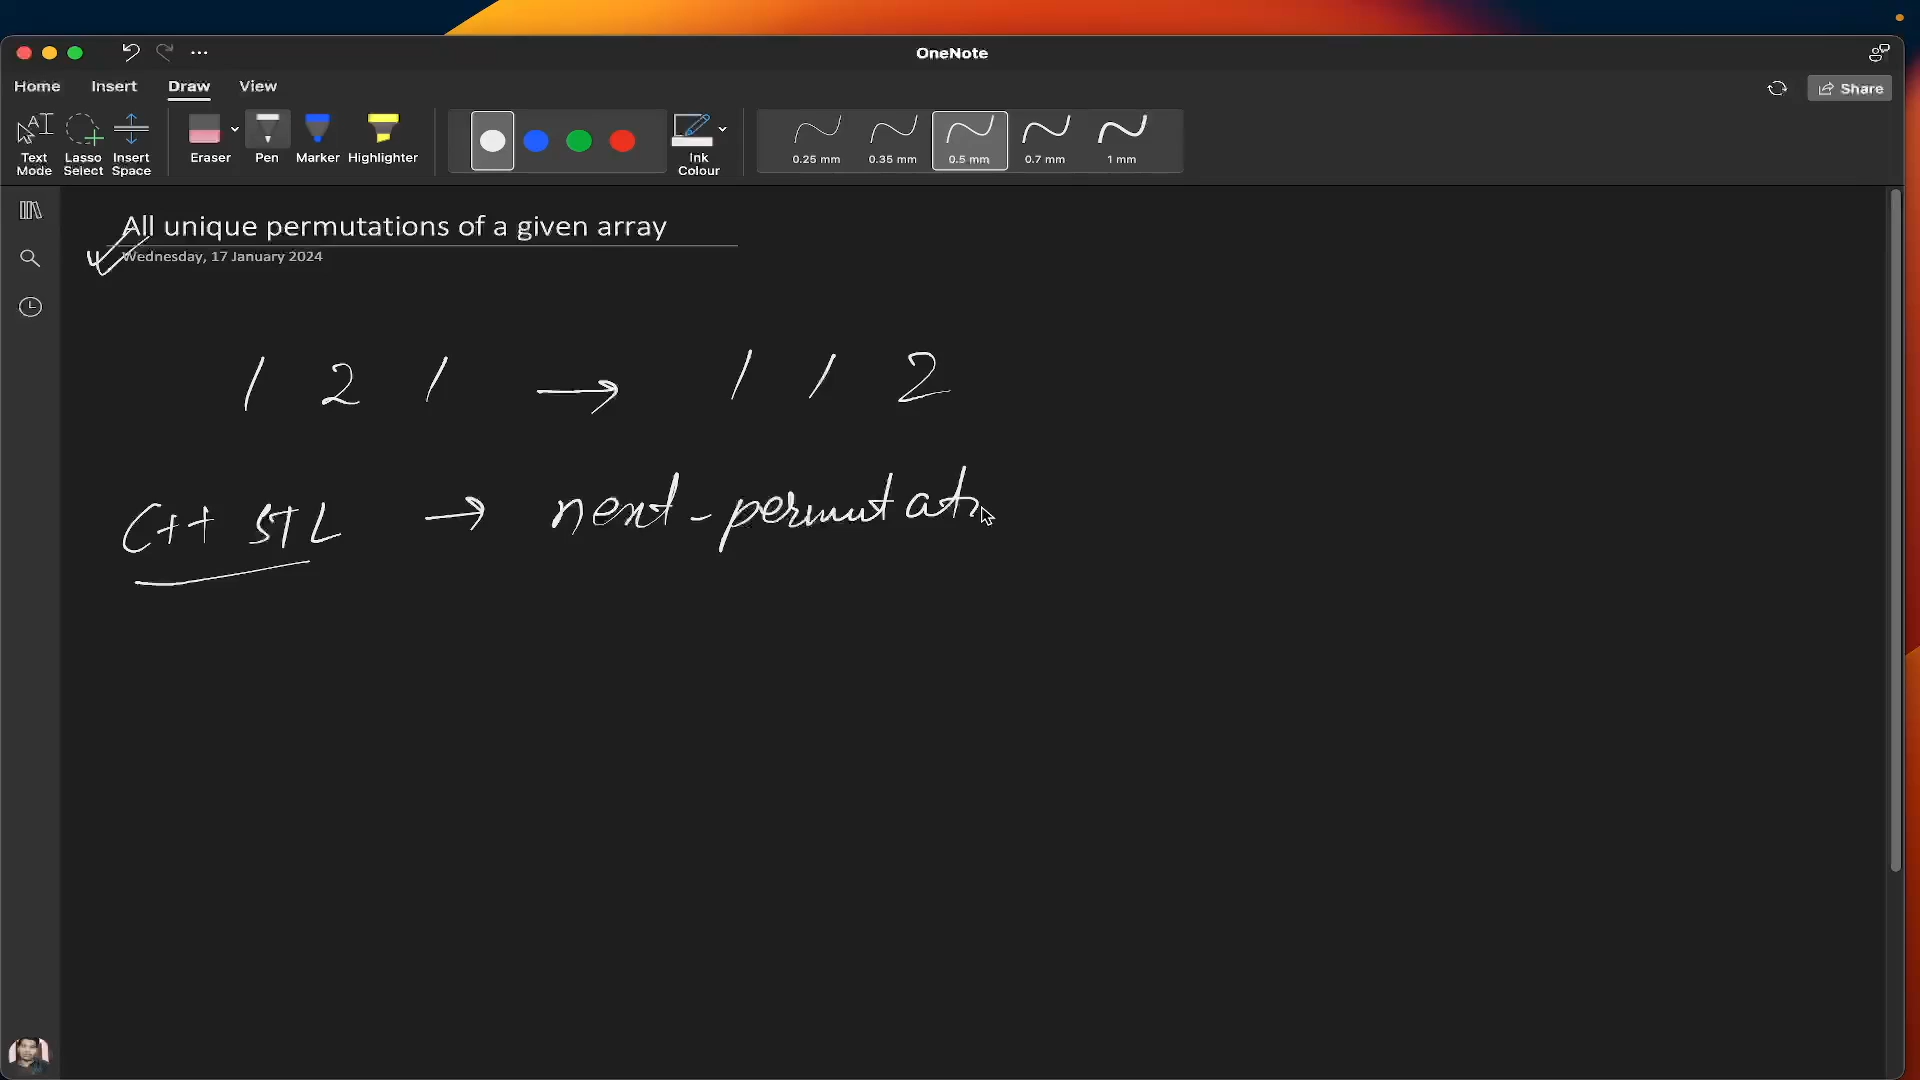 OneNote
Home Insert Draw View
Share
Text Mode
Lasso Select
Insert Space
Eraser
Pen
Marker
Highlighter
Ink Colour
0.25 mm
0.35 mm
0.5 mm
0.7 mm
1 mm
All unique permutations of a given array
Wednesday, 17 January 2024
1 2 1 → 1 1 2
C++ STL → next-permutati